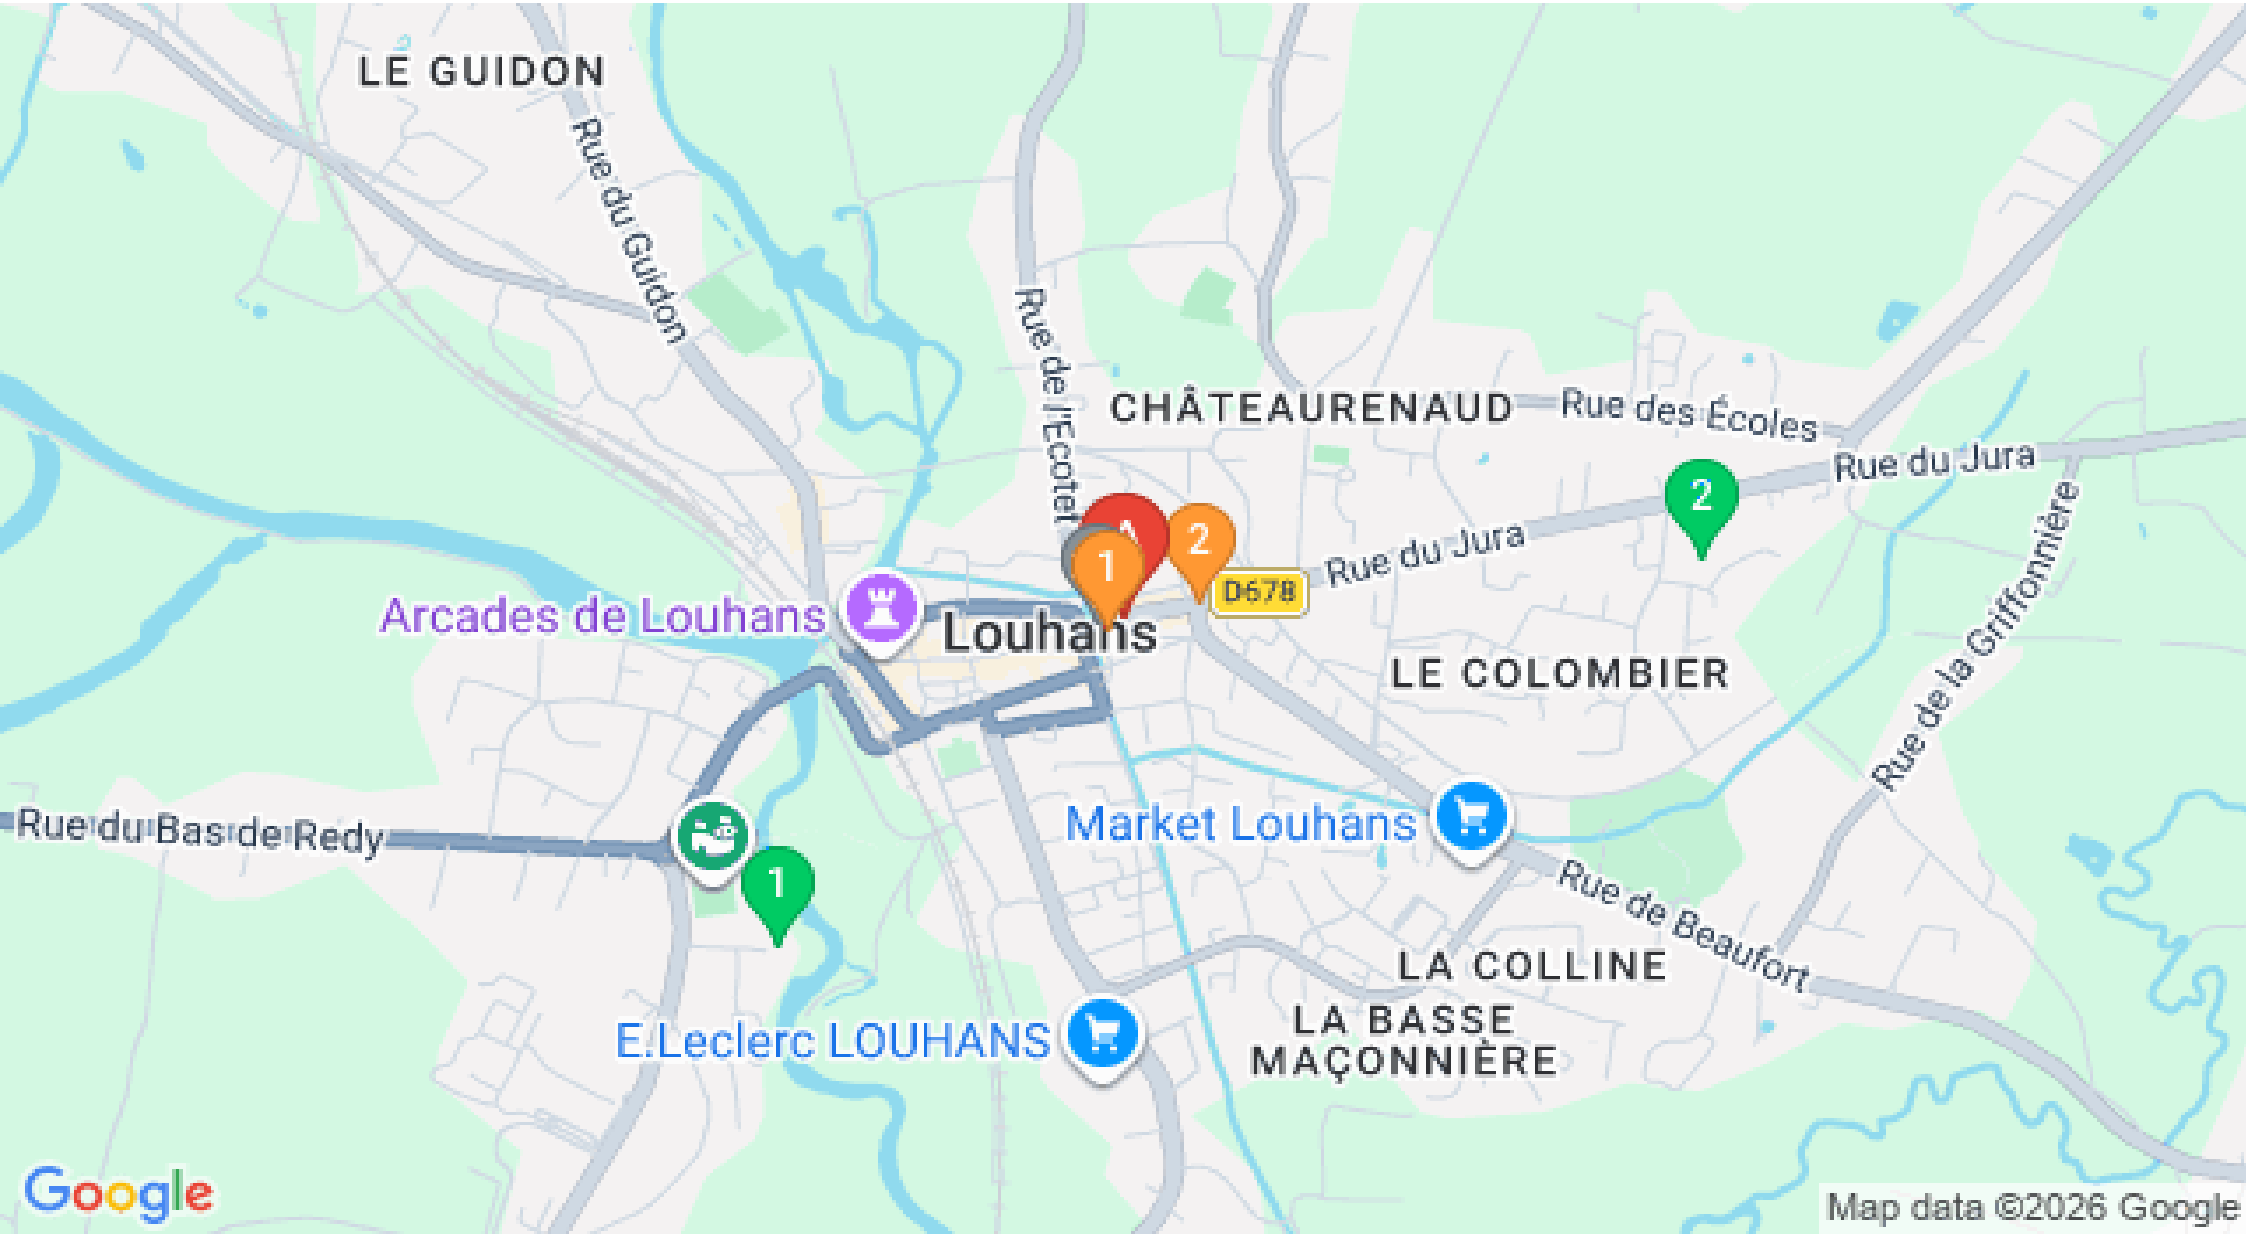 LE GUIDON
Rue du Guidon
Rue de l'Ecotet
CHÂTEAURENAUD
Rue des Écoles
Rue du Jura
2
A
2
1
Rue du Jura
D678
Arcades de Louhans
Louhans
Rue de la Griffonnière
LE COLOMBIER
Rue du Bas de Redy
Market Louhans
1
Rue de Beaufort
LA COLLINE
E.Leclerc LOUHANS
LA BASSE
MAÇONNIÈRE
Google
Map data ©2026 Google